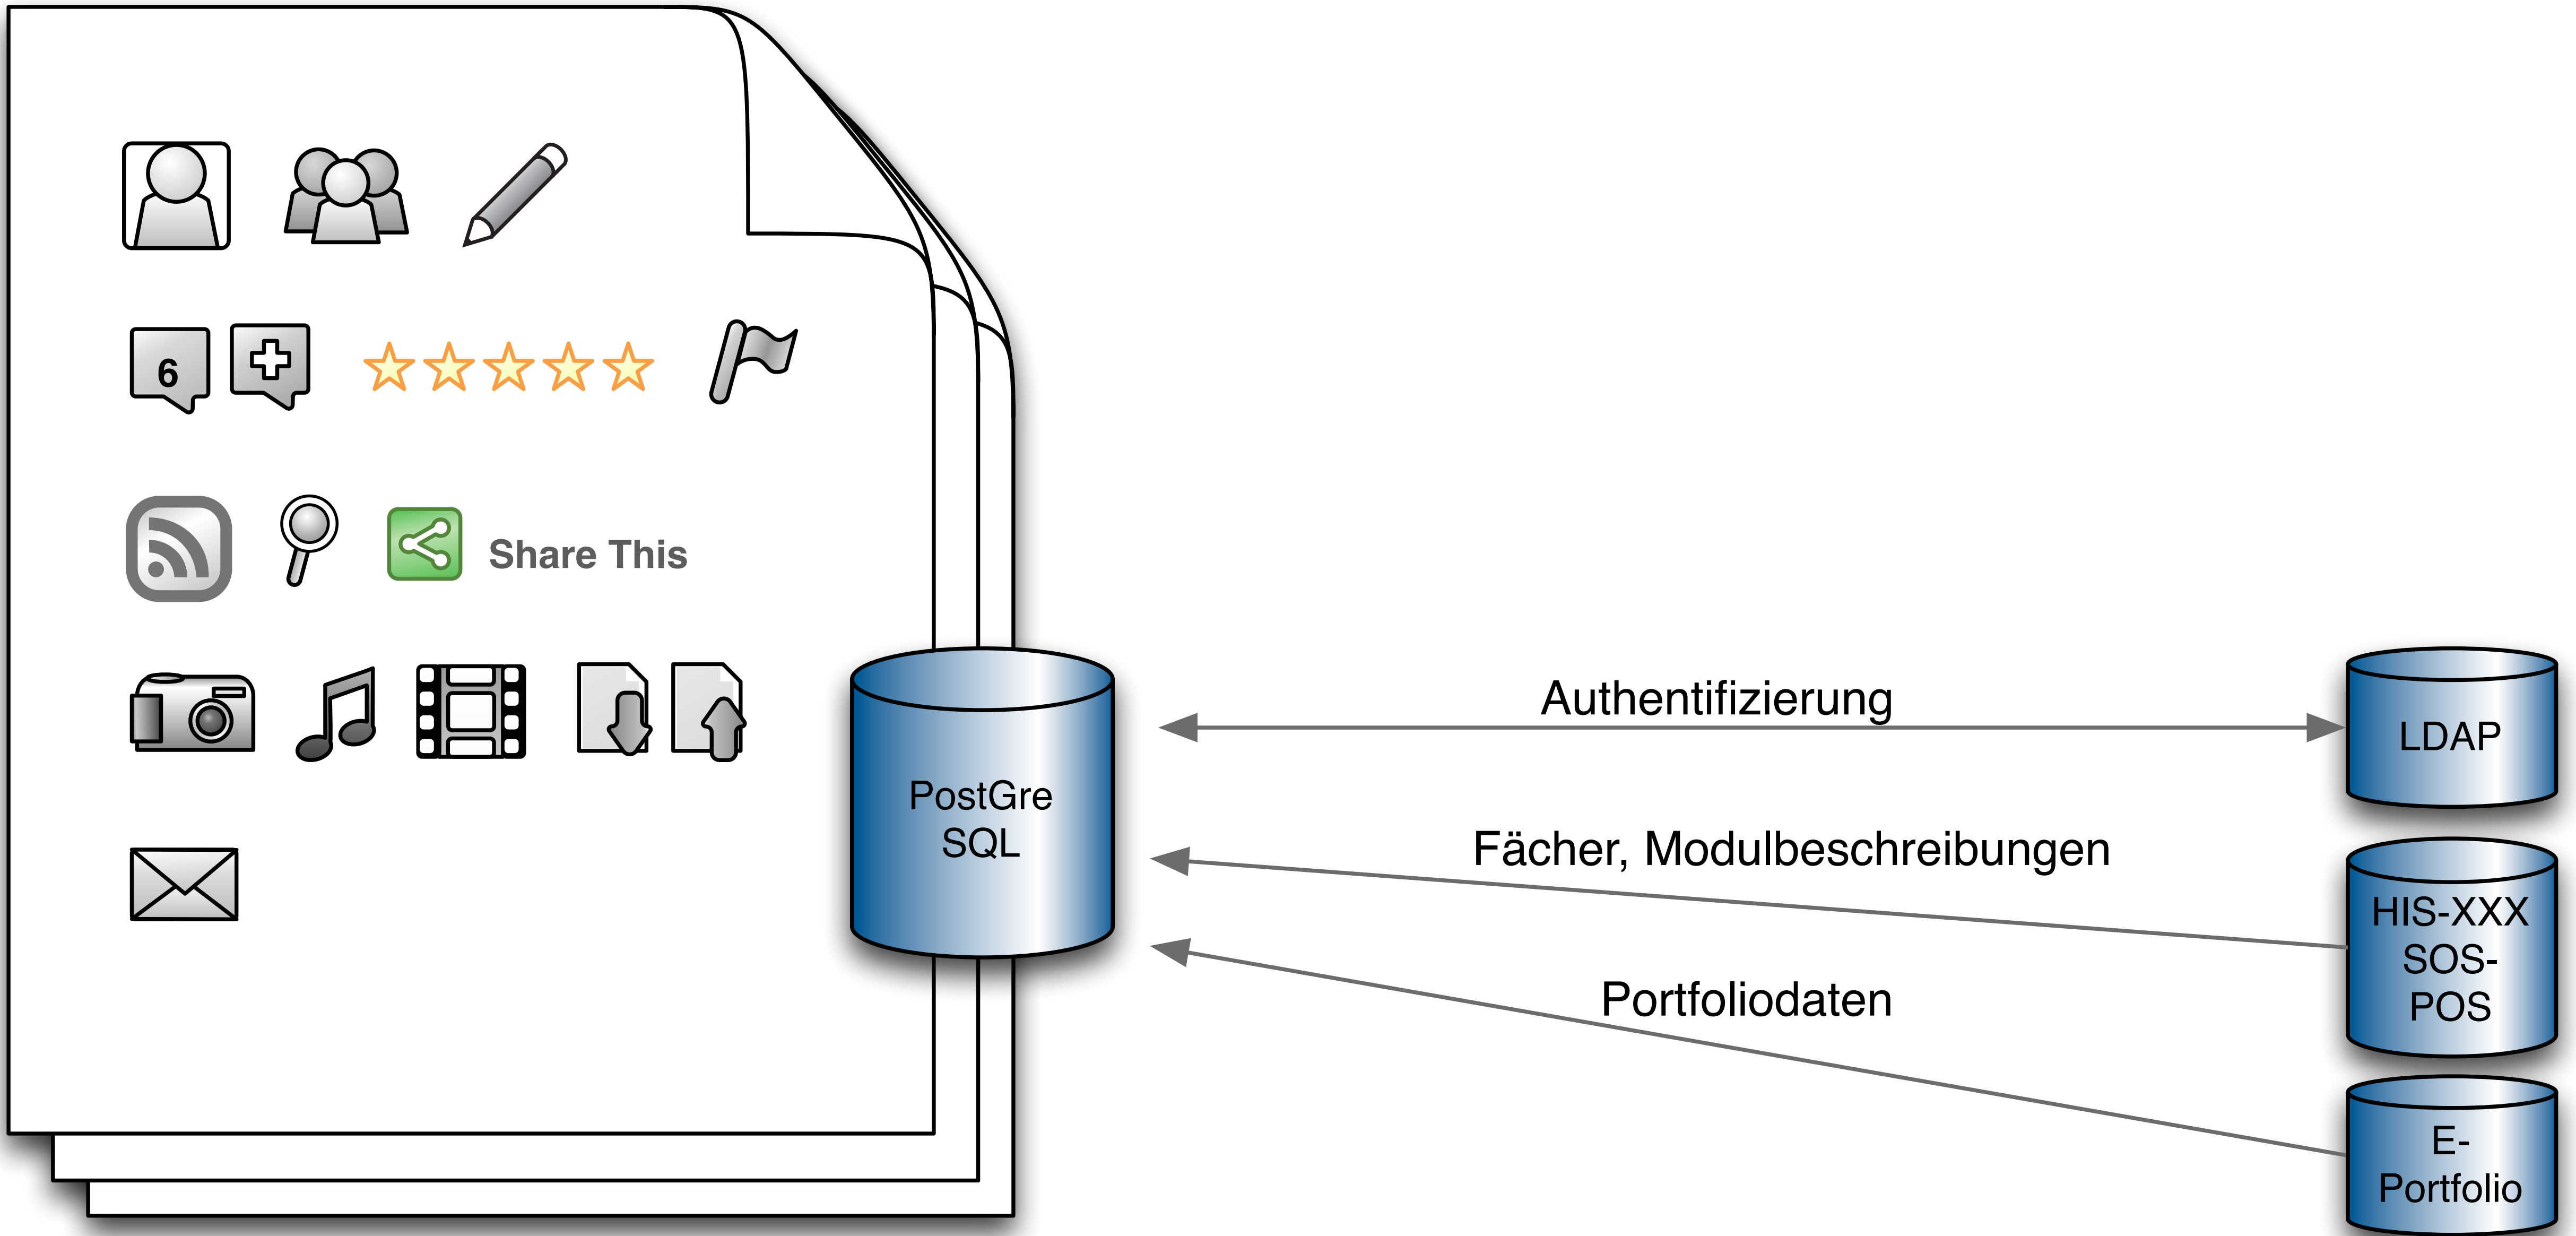 6
Share This
PostGre
SQL
Authentifizierung
LDAP
Fächer, Modulbeschreibungen
HIS-XXX
SOS-
POS
Portfoliodaten
E-
Portfolio